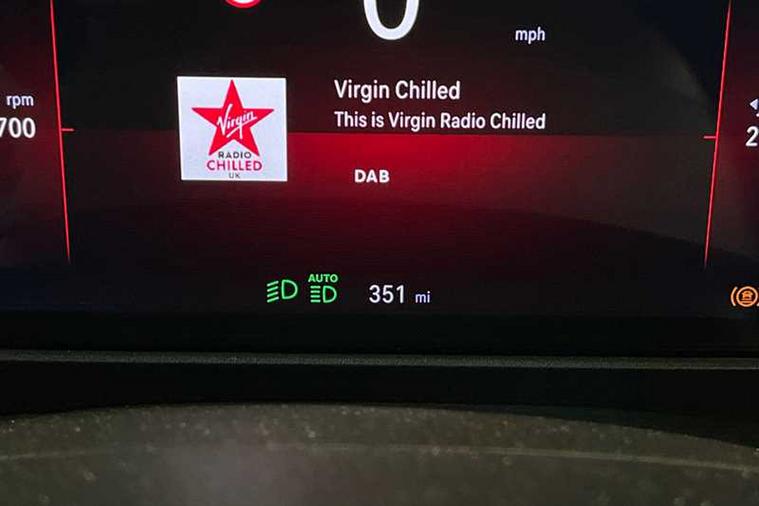 0
mph
rpm
700
Virgin Chilled
This is Virgin Radio Chilled
Virgin
RADIO
CHILLED
UK
DAB
2
AUTO
351 mi